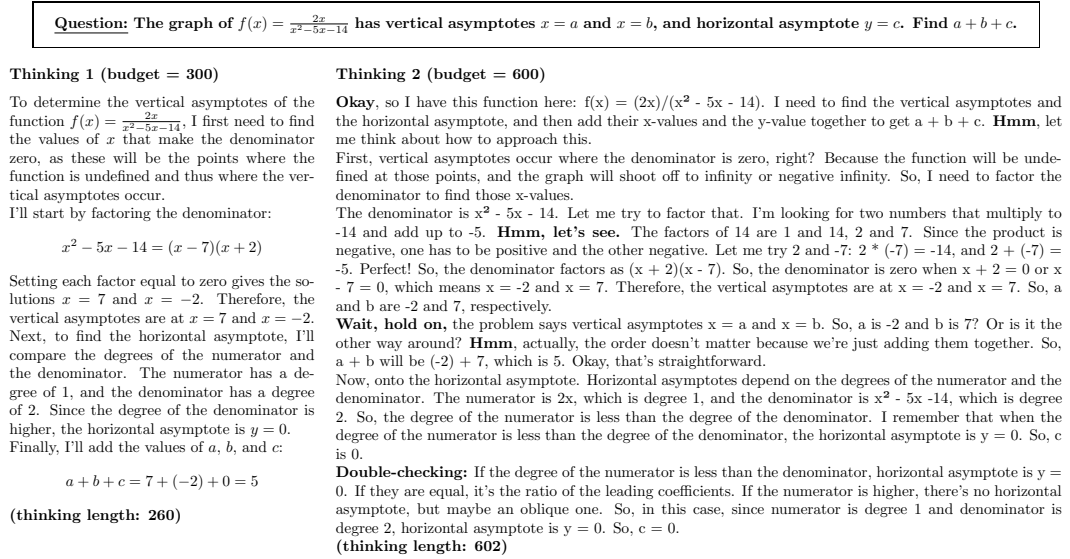 Question: The graph of f(x) = 2x / x² − 5x − 14 has vertical asymptotes x = a and x = b, and horizontal asymptote y = c. Find a + b + c.
Thinking 1 (budget = 300)
To determine the vertical asymptotes of the
function f(x) = 2x / x² − 5x − 14, I first need to find
the values of x that make the denominator
zero, as these will be the points where the
function is undefined and thus where the ver-
tical asymptotes occur.
I'll start by factoring the denominator:
x² − 5x − 14 = (x − 7)(x + 2)
Setting each factor equal to zero gives the so-
lutions x = 7 and x = −2. Therefore, the
vertical asymptotes are at x = 7 and x = −2.
Next, to find the horizontal asymptote, I'll
compare the degrees of the numerator and
the denominator. The numerator has a de-
gree of 1, and the denominator has a degree
of 2. Since the degree of the denominator is
higher, the horizontal asymptote is y = 0.
Finally, I'll add the values of a, b, and c:
a + b + c = 7 + (−2) + 0 = 5
(thinking length: 260)
Thinking 2 (budget = 600)
Okay, so I have this function here: f(x) = (2x)/(x² - 5x - 14). I need to find the vertical asymptotes and
the horizontal asymptote, and then add their x-values and the y-value together to get a + b + c. Hmm, let
me think about how to approach this.
First, vertical asymptotes occur where the denominator is zero, right? Because the function will be unde-
fined at those points, and the graph will shoot off to infinity or negative infinity. So, I need to factor the
denominator to find those x-values.
The denominator is x² - 5x - 14. Let me try to factor that. I'm looking for two numbers that multiply to
-14 and add up to -5. Hmm, let's see. The factors of 14 are 1 and 14, 2 and 7. Since the product is
negative, one has to be positive and the other negative. Let me try 2 and -7: 2 * (-7) = -14, and 2 + (-7) =
-5. Perfect! So, the denominator factors as (x + 2)(x - 7). So, the denominator is zero when x + 2 = 0 or x
- 7 = 0, which means x = -2 and x = 7. Therefore, the vertical asymptotes are at x = -2 and x = 7. So, a
and b are -2 and 7, respectively.
Wait, hold on, the problem says vertical asymptotes x = a and x = b. So, a is -2 and b is 7? Or is it the
other way around? Hmm, actually, the order doesn't matter because we're just adding them together. So,
a + b will be (-2) + 7, which is 5. Okay, that's straightforward.
Now, onto the horizontal asymptote. Horizontal asymptotes depend on the degrees of the numerator and the
denominator. The numerator is 2x, which is degree 1, and the denominator is x² - 5x -14, which is degree
2. So, the degree of the numerator is less than the degree of the denominator. I remember that when the
degree of the numerator is less than the degree of the denominator, the horizontal asymptote is y = 0. So, c
is 0.
Double-checking: If the degree of the numerator is less than the denominator, horizontal asymptote is y =
0. If they are equal, it's the ratio of the leading coefficients. If the numerator is higher, there's no horizontal
asymptote, but maybe an oblique one. So, in this case, since numerator is degree 1 and denominator is
degree 2, horizontal asymptote is y = 0. So, c = 0.
(thinking length: 602)